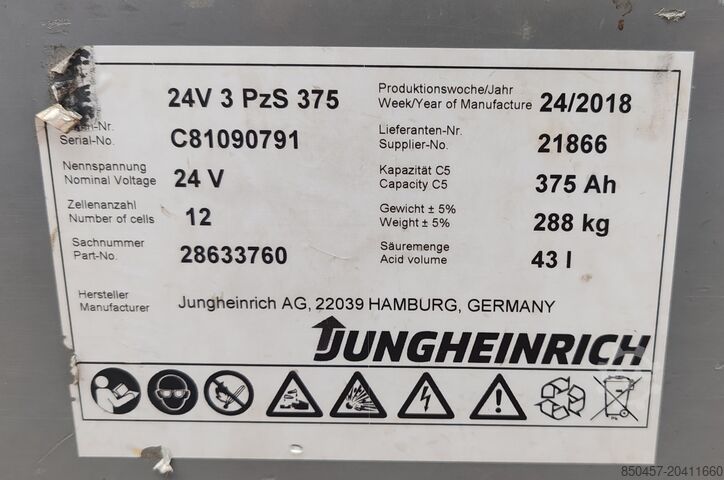 24V 3 PzS 375
Produktionswoche/Jahr
Week/Year of Manufacture 24/2018
Serial-No. C81090791
Lieferanten-Nr.
Supplier-No. 21866
Nennspannung
Nominal Voltage 24 V
Kapazität C5
Capacity C5 375 Ah
Zellenanzahl
Number of cells 12
Gewicht ± 5%
Weight ± 5% 288 kg
Sachnummer
Part-No. 28633760
Säuremenge
Acid volume 43 l
Hersteller
Manufacturer Jungheinrich AG, 22039 HAMBURG, GERMANY
JUNGHEINRICH
850457-20411660